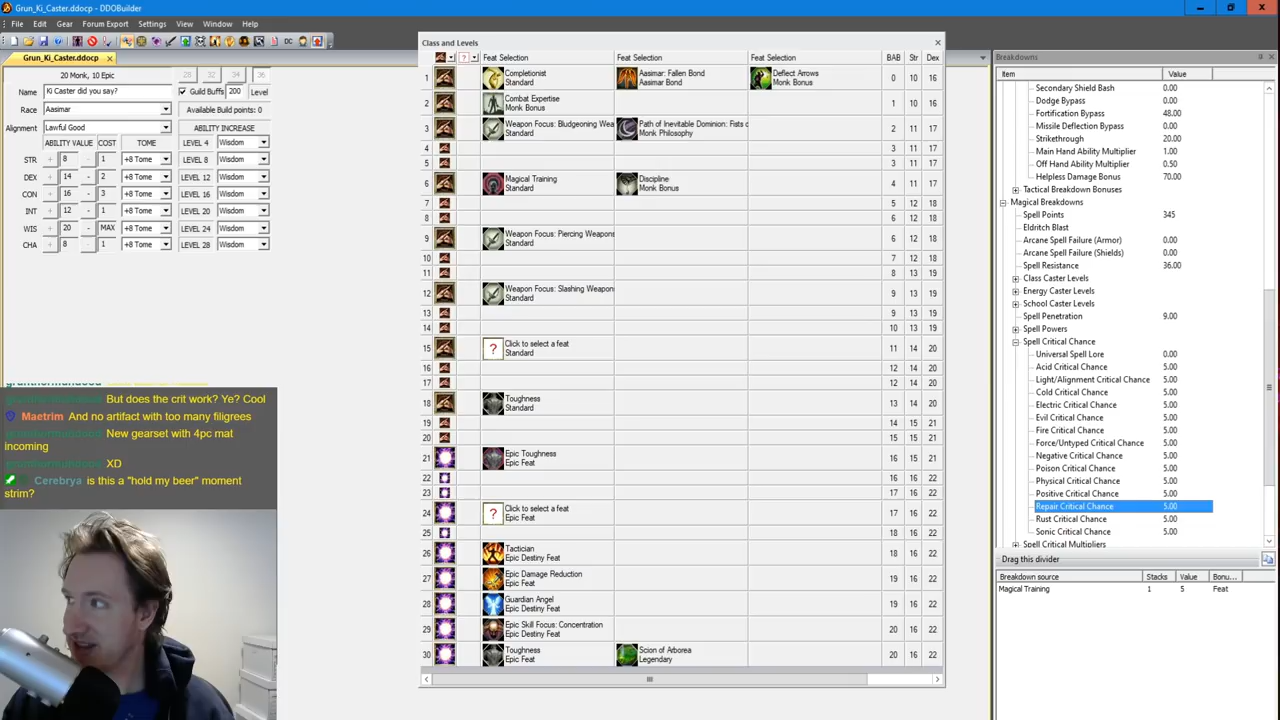 Grun_Ki_Caster.ddocp - DDOBuilder
File Edit Gear Forum Export Settings View Window Help
Grun_Ki_Caster.ddocp
20 Monk, 10 Epic 28 32 34 36
Name Ki Caster did you say? Guild Buffs 200 Level
Race Aasimar Available Build points: 0
Alignment Lawful Good ABILITY INCREASE
ABILITY VALUE COST TOME LEVEL 4 Wisdom
STR + 8 - 1 +8 Tome LEVEL 8 Wisdom
DEX + 14 - 2 +8 Tome LEVEL 12 Wisdom
CON + 16 - 3 +8 Tome LEVEL 16 Wisdom
INT + 12 - 1 +8 Tome LEVEL 20 Wisdom
WIS + 20 - MAX +8 Tome LEVEL 24 Wisdom
CHA + 8 - 1 +8 Tome LEVEL 28 Wisdom
But does the crit work? Ye? Cool
Maetrim And no artifact with too many filigrees
New gearset with 4pc mat
incoming
XD
Cerebrya is this a "hold my beer" moment
strim?
Class and Levels
? Feat Selection Feat Selection Feat Selection BAB Str Dex
1 Completionist Aasimar: Fallen Bond Deflect Arrows 0 10 16
Standard Aasimar Bond Monk Bonus
2 Combat Expertise 1 10 16
Monk Bonus
3 Weapon Focus: Bludgeoning Wea Path of Inevitable Dominion: Fists o 2 11 17
Standard Monk Philosophy
4 3 11 17
5 3 11 17
6 Magical Training Discipline 4 11 17
Standard Monk Bonus
7 5 12 18
8 6 12 18
9 Weapon Focus: Piercing Weapons 6 12 18
Standard
10 7 12 18
11 8 13 19
12 Weapon Focus: Slashing Weapon 9 13 19
Standard
13 9 13 19
14 10 13 19
15 ? Click to select a feat 11 14 20
Standard
16 12 14 20
17 12 14 20
18 Toughness 13 14 20
Standard
19 14 15 21
20 15 15 21
21 Epic Toughness 16 15 21
Epic Feat
22 16 16 22
23 17 16 22
24 ? Click to select a feat 17 16 22
Epic Feat
25 18 16 22
26 Tactician 18 16 22
Epic Destiny Feat
27 Epic Damage Reduction 19 16 22
Epic Feat
28 Guardian Angel 19 16 22
Epic Destiny Feat
29 Epic Skill Focus: Concentration 20 16 22
Epic Destiny Feat
30 Toughness Scion of Arborea 20 16 22
Epic Feat Legendary
Breakdowns
Item Value
Secondary Shield Bash 0.00
Dodge Bypass 0.00
Fortification Bypass 48.00
Missile Deflection Bypass 0.00
Strikethrough 20.00
Main Hand Ability Multiplier 1.00
Off Hand Ability Multiplier 0.50
Helpless Damage Bonus 70.00
Tactical Breakdown Bonuses
Magical Breakdowns
Spell Points 345
Eldritch Blast
Arcane Spell Failure (Armor) 0.00
Arcane Spell Failure (Shields) 0.00
Spell Resistance 36.00
Class Caster Levels
Energy Caster Levels
School Caster Levels
Spell Penetration 9.00
Spell Powers
Spell Critical Chance
Universal Spell Lore 0.00
Acid Critical Chance 5.00
Light/Alignment Critical Chance 5.00
Cold Critical Chance 5.00
Electric Critical Chance 5.00
Evil Critical Chance 5.00
Fire Critical Chance 5.00
Force/Untyped Critical Chance 5.00
Negative Critical Chance 5.00
Poison Critical Chance 5.00
Physical Critical Chance 5.00
Positive Critical Chance 5.00
Repair Critical Chance 5.00
Rust Critical Chance 5.00
Sonic Critical Chance 5.00
Spell Critical Multipliers
Drag this divider
Breakdown source Stacks Value Bonu...
Magical Training 1 5 Feat